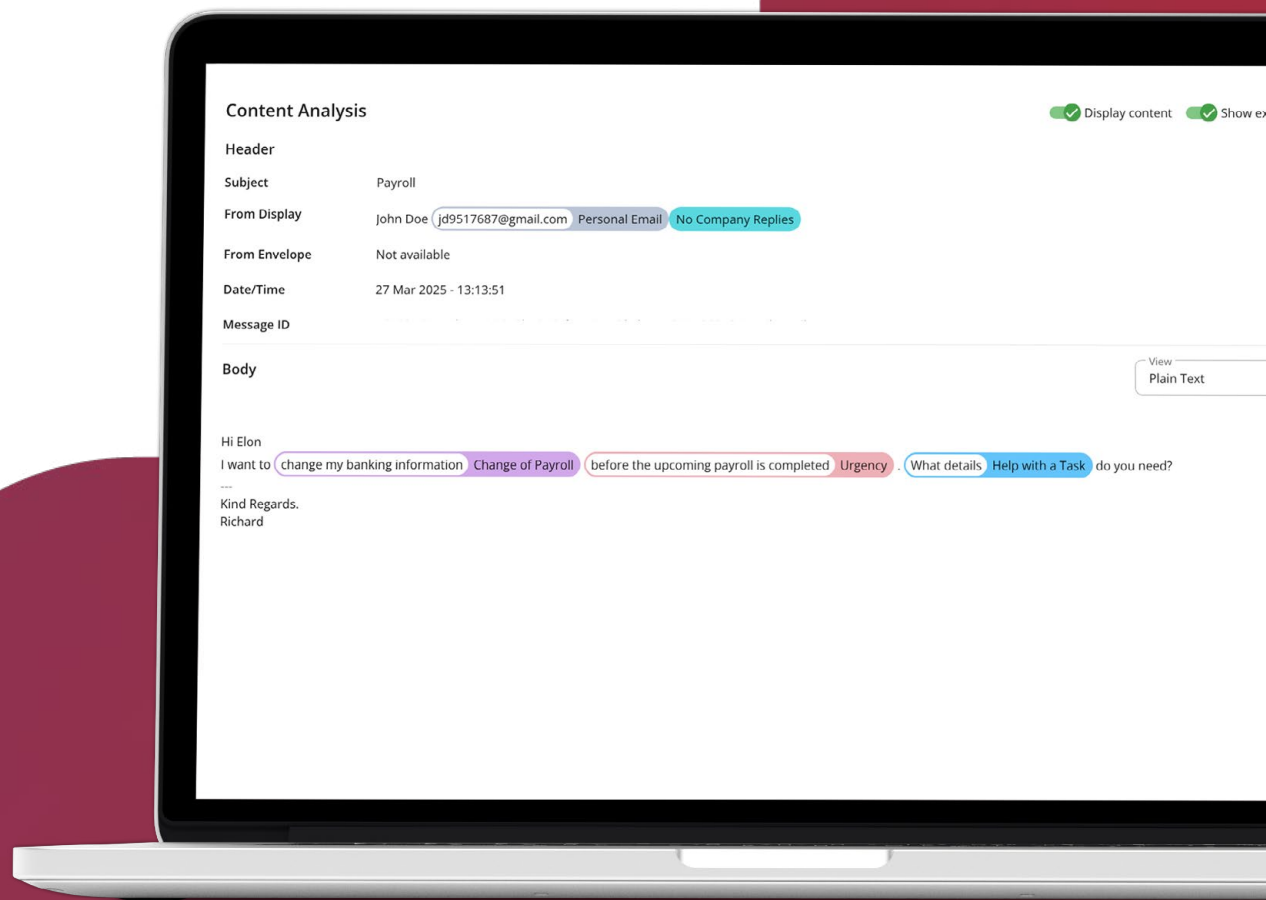 Content Analysis
Display content Show ex
Header
Subject Payroll
From Display John Doe jd9517687@gmail.com Personal Email No Company Replies
From Envelope Not available
Date/Time 27 Mar 2025 - 13:13:51
Message ID
Body
View
Plain Text
Hi Elon
I want to change my banking information Change of Payroll before the upcoming payroll is completed Urgency . What details Help with a Task do you need?
---
Kind Regards.
Richard